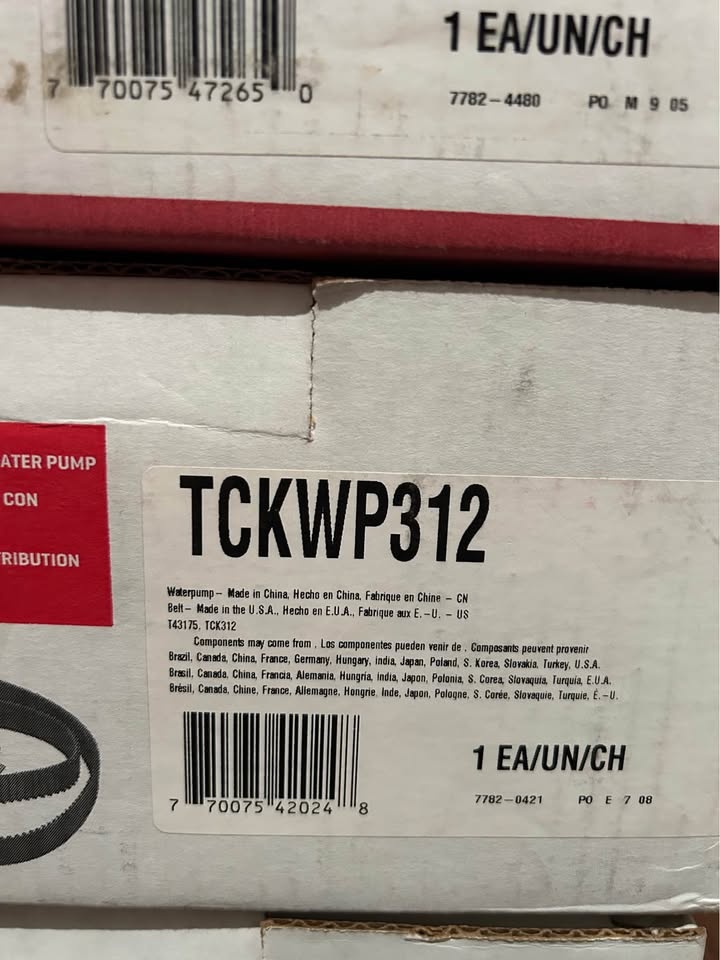 1 EA/UN/CH
7 70075 47265 0
7782-4480 PO M 9 05
ATER PUMP
CON
RIBUTION
TCKWP312
Waterpump - Made in China, Hecho en China, Fabrique en Chine - CN
Belt- Made in the U.S.A., Hecho en E.U.A., Fabrique aux E.-U. - US
T43175, TCK312
Components may come from . Los componentes pueden venir de . Composants peuvent provenir
Brazil, Canada, China, France, Germany, Hungary, india, Japan, Poland, S. Korea, Slovakia, Turkey, U.S.A.
Brasil, Canada, China, Francia, Alemania, Hungría, india, Japon, Polonia, S. Corea, Slovaquia, Turquía, E.U.A.
Brésil, Canada, Chine, France, Allemagne, Hongrie, Inde, Japon, Pologne, S. Corée, Slovaquie, Turquie, É.-U.
1 EA/UN/CH
7 70075 42024 8
7782-0421 PO E 7 08